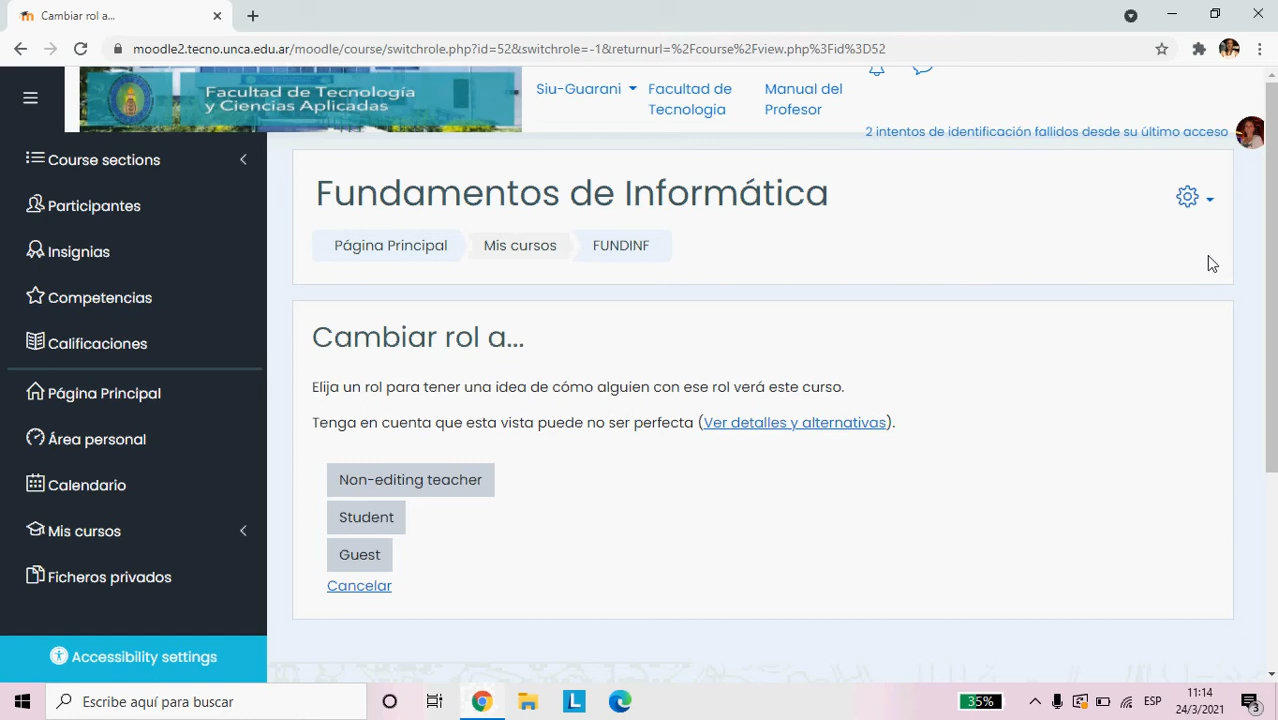 Cambiar rol a...
moodle2.tecno.unca.edu.ar/moodle/course/switchrole.php?id=52&switchrole=-1&returnurl=%2Fcourse%2Fview.php%3Fid%3D52
Facultad de Tecnología
y Ciencias Aplicadas
Siu-Guarani
Facultad de
Tecnología
Manual del
Profesor
2 intentos de identificación fallidos desde su último acceso
Course sections
Participantes
Insignias
Competencias
Calificaciones
Página Principal
Área personal
Calendario
Mis cursos
Ficheros privados
Accessibility settings
Fundamentos de Informática
Página Principal
Mis cursos
FUNDINF
Cambiar rol a...
Elija un rol para tener una idea de cómo alguien con ese rol verá este curso.
Tenga en cuenta que esta vista puede no ser perfecta (Ver detalles y alternativas).
Non-editing teacher
Student
Guest
Cancelar
Escribe aquí para buscar
L
35%
ESP
11:14
24/3/2021
3